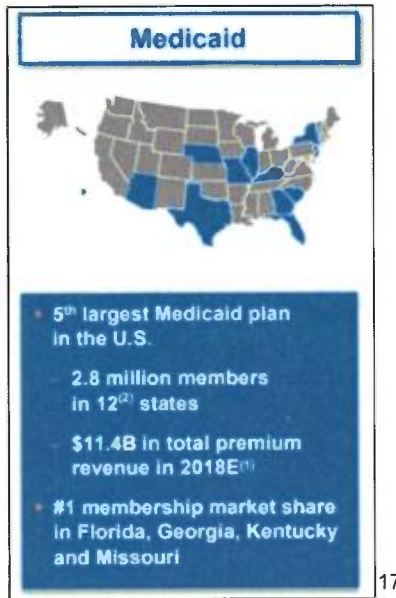 Medicaid
• 5th largest Medicaid plan
in the U.S.
- 2.8 million members
in 12(2) states
- $11.4B in total premium
revenue in 2018E(1)
• #1 membership market share
in Florida, Georgia, Kentucky
and Missouri
17